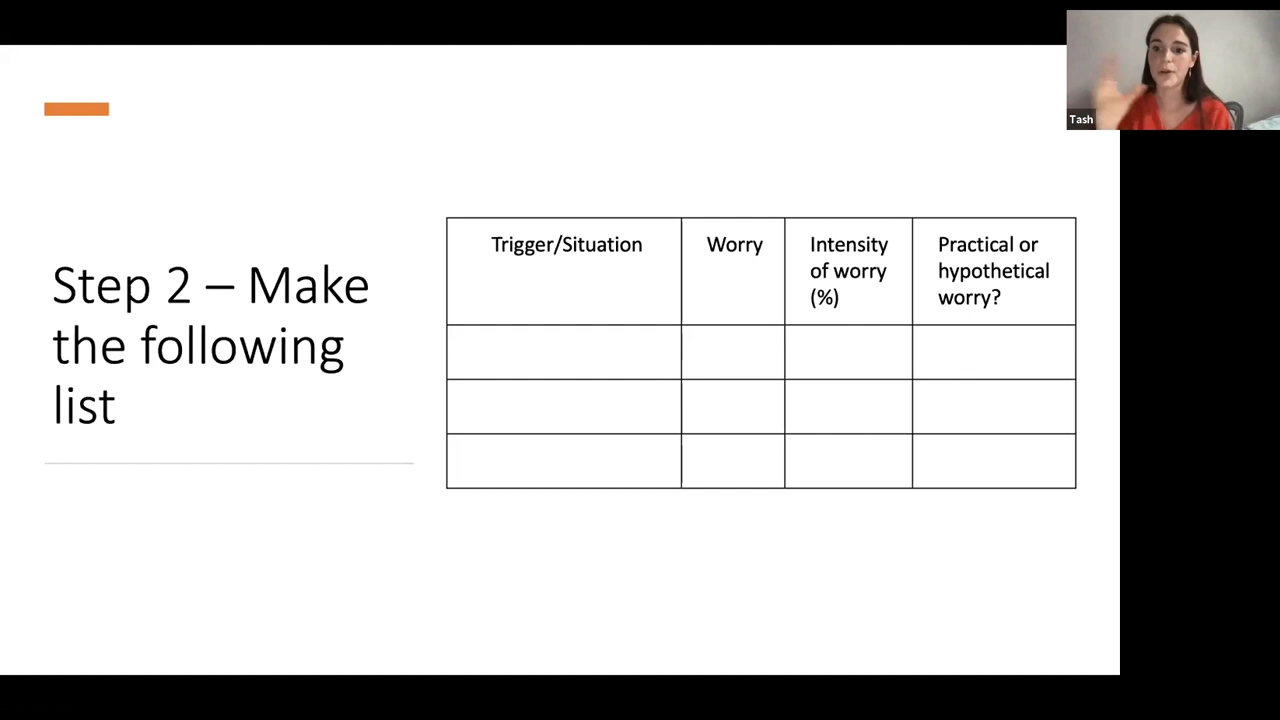 Tash
Step 2 – Make
the following
list
Trigger/Situation
Worry
Intensity
of worry
(%)
Practical or
hypothetical
worry?